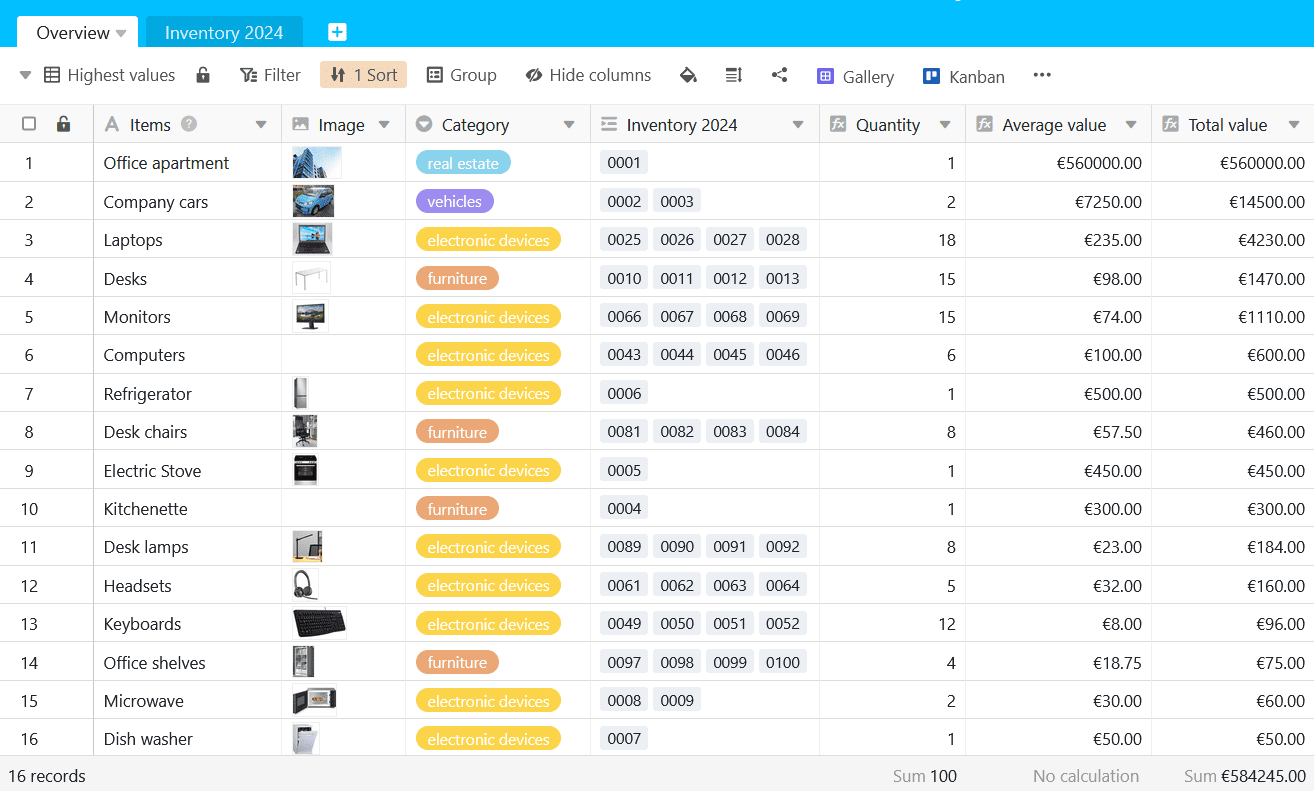 Overview Inventory 2024
Highest values Filter 1 Sort Group Hide columns Gallery Kanban
Items Image Category Inventory 2024 Quantity Average value Total value
1 Office apartment real estate 0001 1 €560000.00 €560000.00
2 Company cars vehicles 0002 0003 2 €7250.00 €14500.00
3 Laptops electronic devices 0025 0026 0027 0028 18 €235.00 €4230.00
4 Desks furniture 0010 0011 0012 0013 15 €98.00 €1470.00
5 Monitors electronic devices 0066 0067 0068 0069 15 €74.00 €1110.00
6 Computers electronic devices 0043 0044 0045 0046 6 €100.00 €600.00
7 Refrigerator electronic devices 0006 1 €500.00 €500.00
8 Desk chairs furniture 0081 0082 0083 0084 8 €57.50 €460.00
9 Electric Stove electronic devices 0005 1 €450.00 €450.00
10 Kitchenette furniture 0004 1 €300.00 €300.00
11 Desk lamps electronic devices 0089 0090 0091 0092 8 €23.00 €184.00
12 Headsets electronic devices 0061 0062 0063 0064 5 €32.00 €160.00
13 Keyboards electronic devices 0049 0050 0051 0052 12 €8.00 €96.00
14 Office shelves furniture 0097 0098 0099 0100 4 €18.75 €75.00
15 Microwave electronic devices 0008 0009 2 €30.00 €60.00
16 Dish washer electronic devices 0007 1 €50.00 €50.00
16 records Sum 100 No calculation Sum €584245.00